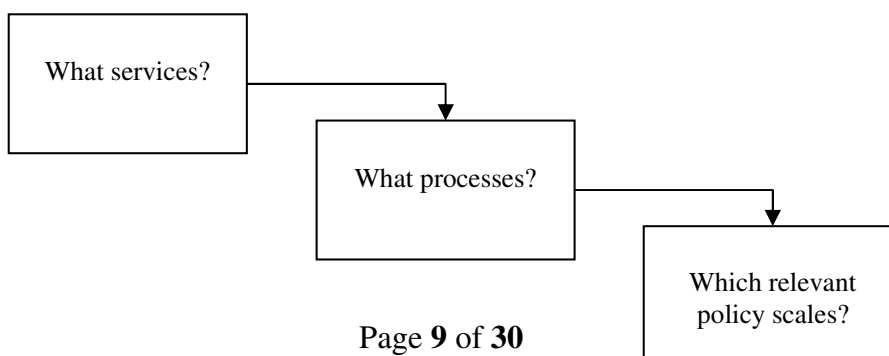 What services?
What processes?
Which relevant
policy scales?
Page 9 of 30